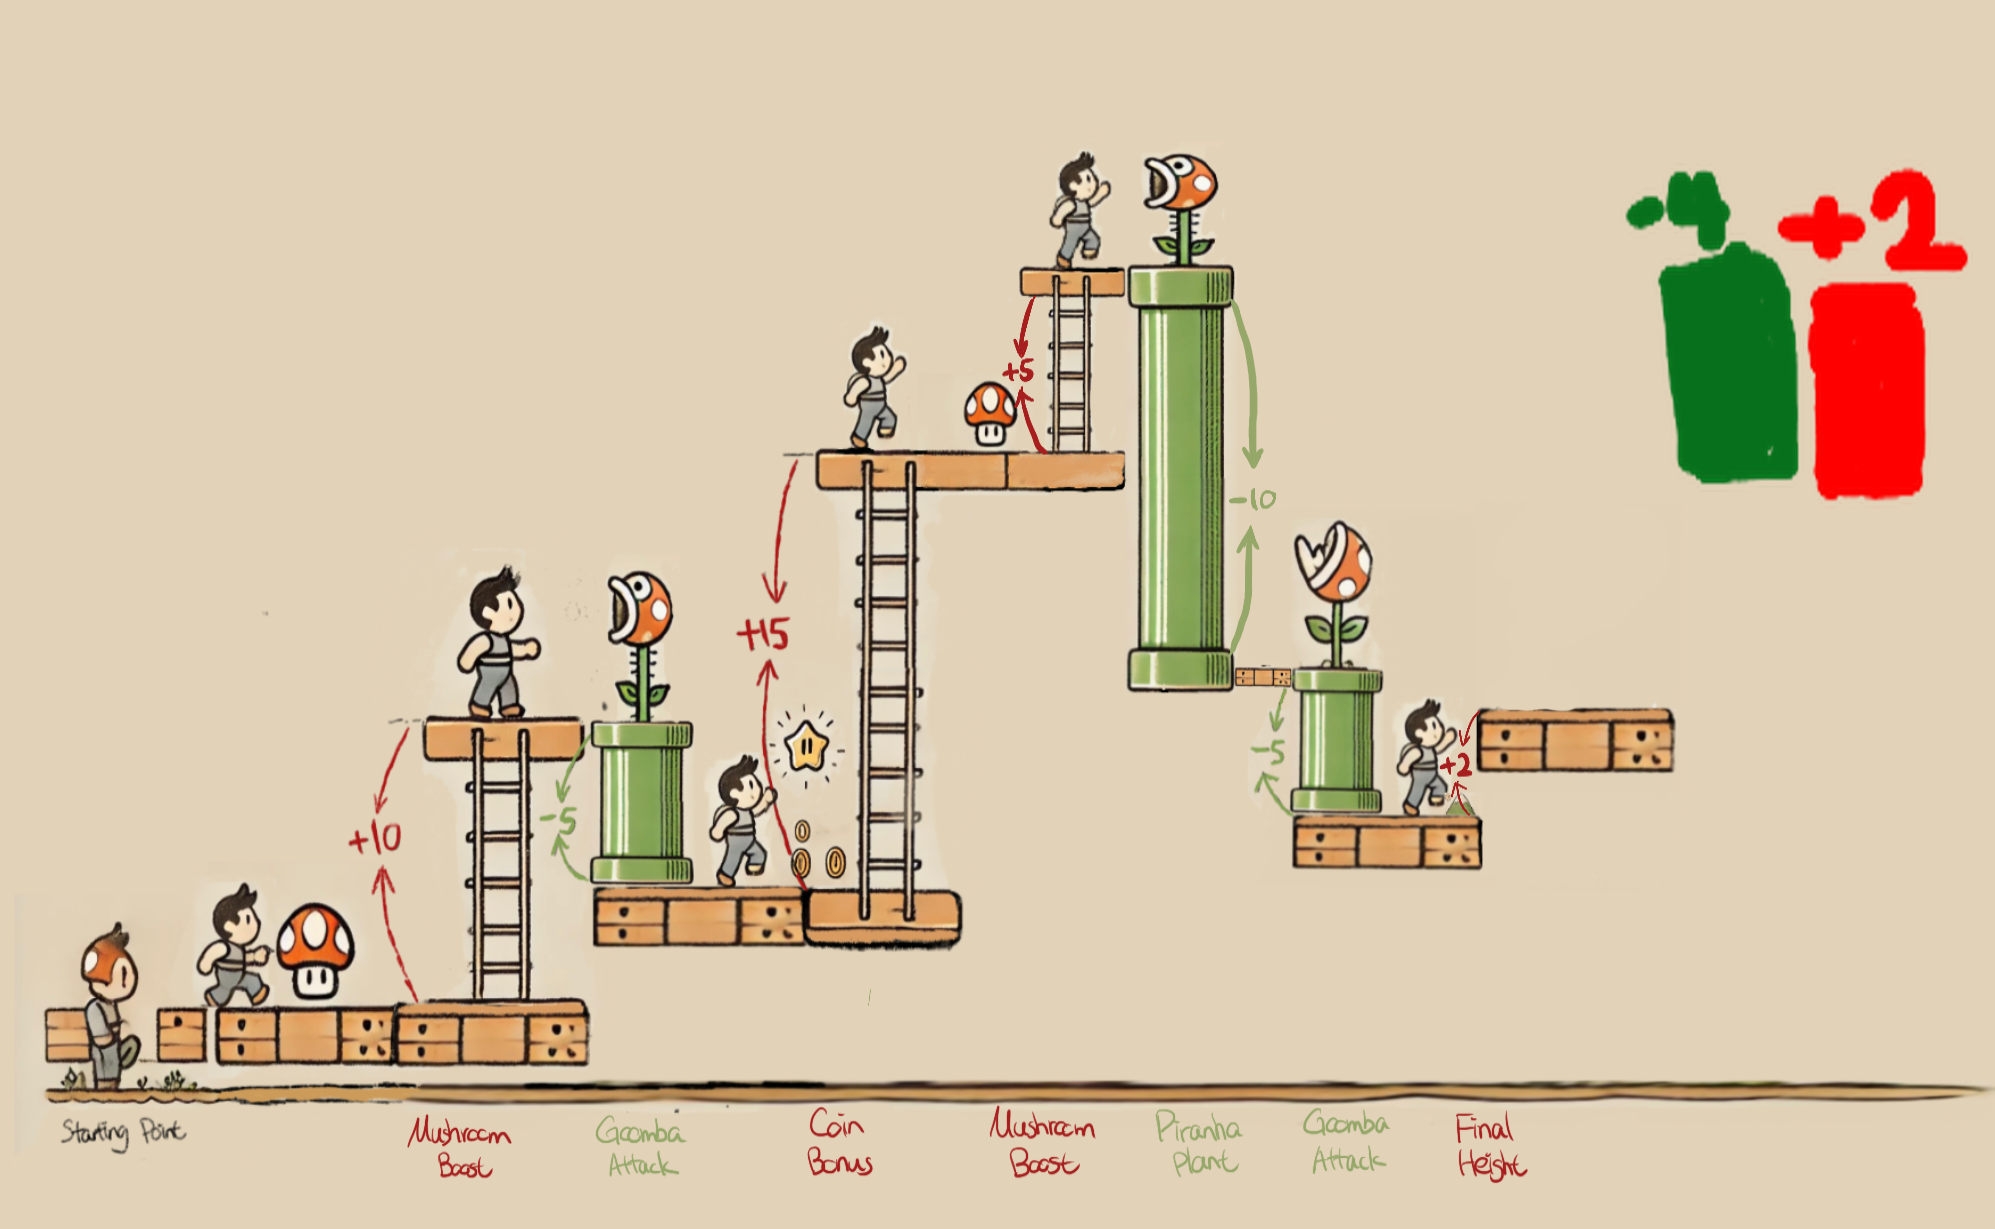 -4 +2
+5
-10
+15
-5
+2
+10
-5
Starting Point
Mushroom
Boost
Goomba
Attack
Coin
Bonus
Mushroom
Boost
Piranha
Plant
Goomba
Attack
Final
Height